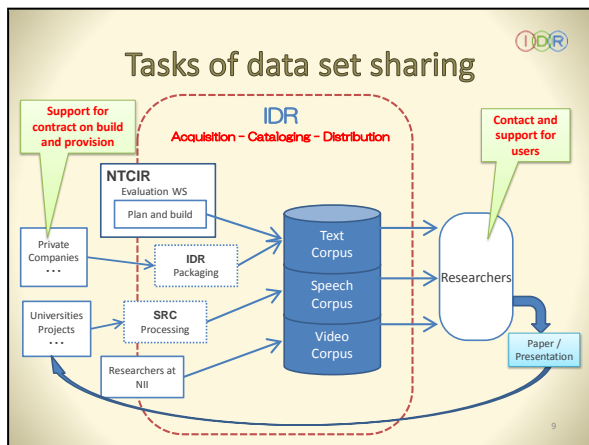 IDR
Tasks of data set sharing
Support for
contract on build
and provision
IDR
Acquisition – Cataloging – Distribution
Contact and
support for
users
NTCIR
Evaluation WS
Plan and build
Private
Companies
...
IDR
Packaging
Universities
Projects
...
SRC
Processing
Researchers at
NII
Text
Corpus
Speech
Corpus
Video
Corpus
Researchers
Paper /
Presentation
9